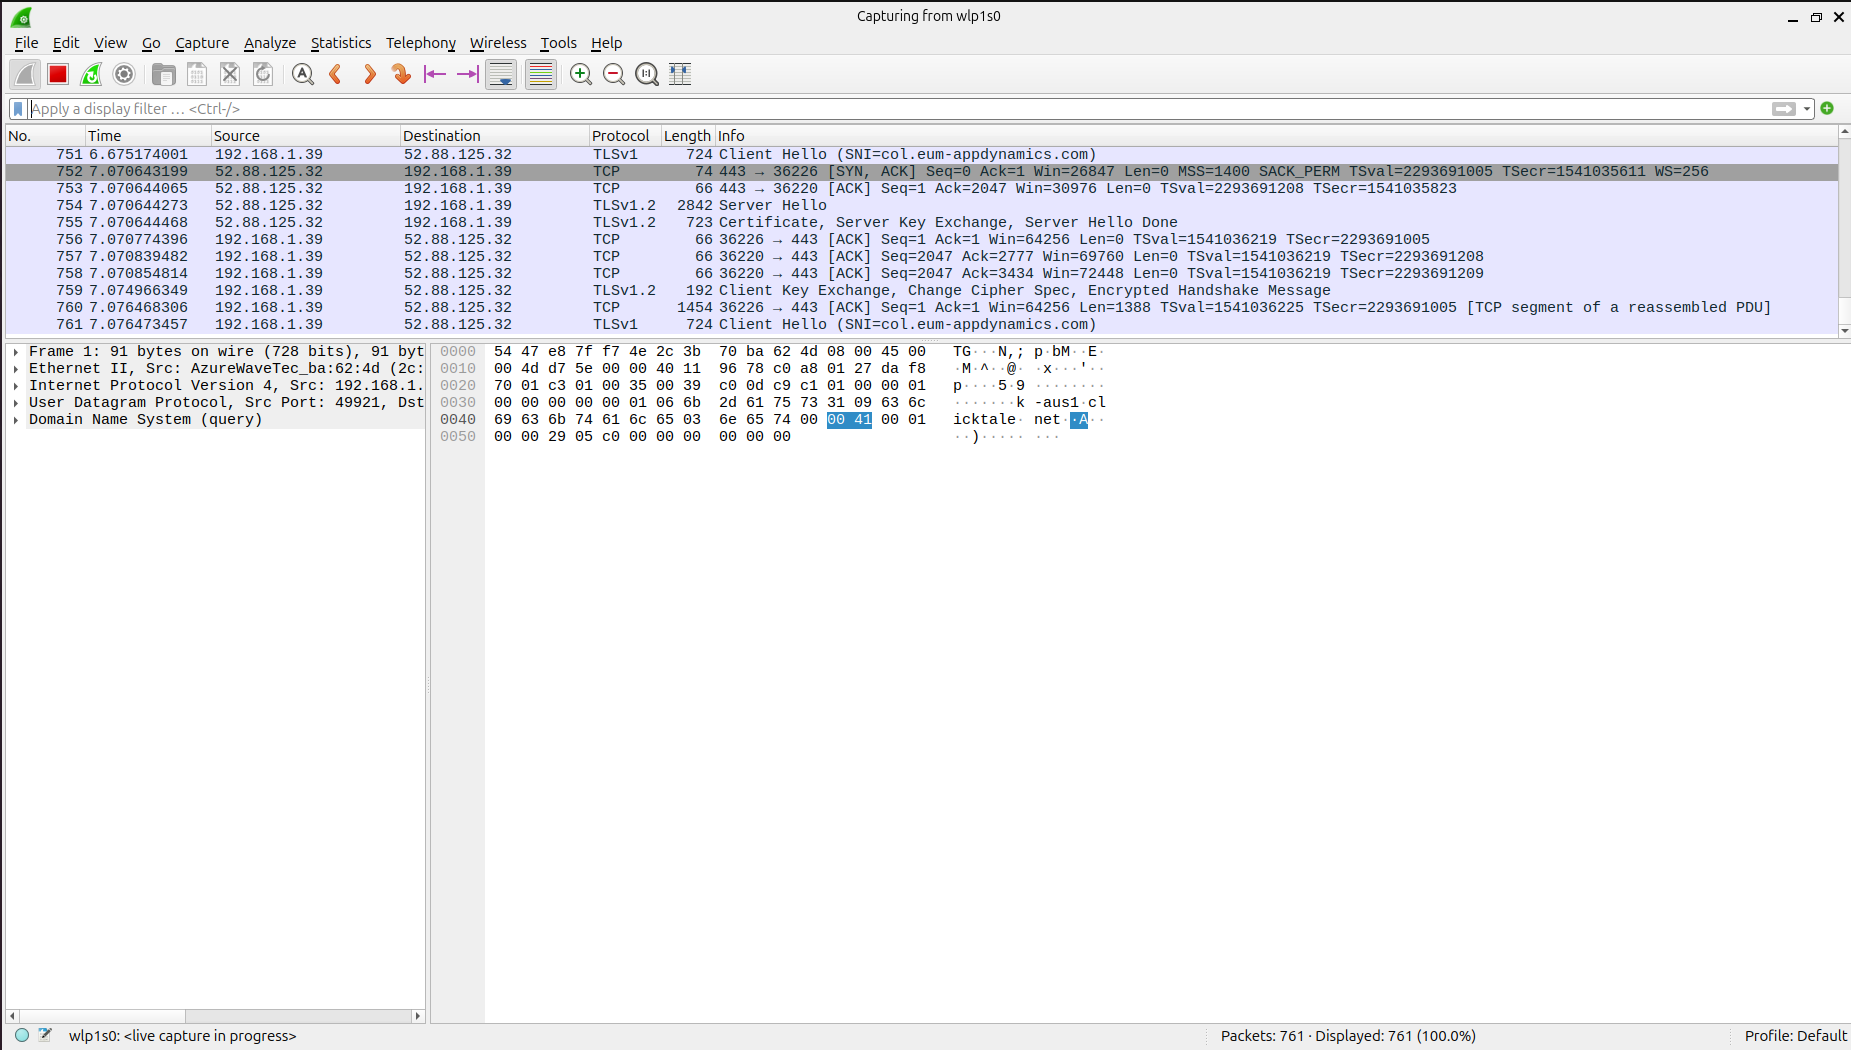 Capturing from wlp1s0
File Edit View Go Capture Analyze Statistics Telephony Wireless Tools Help
Apply a display filter … <Ctrl-/>
No. Time Source Destination Protocol Length Info
751 6.675174001 192.168.1.39 52.88.125.32 TLSv1 724 Client Hello (SNI=col.eum-appdynamics.com)
752 7.070643199 52.88.125.32 192.168.1.39 TCP 74 443 → 36226 [SYN, ACK] Seq=0 Ack=1 Win=26847 Len=0 MSS=1400 SACK_PERM TSval=2293691005 TSecr=1541035611 WS=256
753 7.070644065 52.88.125.32 192.168.1.39 TCP 66 443 → 36220 [ACK] Seq=1 Ack=2047 Win=30976 Len=0 TSval=2293691208 TSecr=1541035823
754 7.070644273 52.88.125.32 192.168.1.39 TLSv1.2 2842 Server Hello
755 7.070644468 52.88.125.32 192.168.1.39 TLSv1.2 723 Certificate, Server Key Exchange, Server Hello Done
756 7.070774396 192.168.1.39 52.88.125.32 TCP 66 36226 → 443 [ACK] Seq=1 Ack=1 Win=64256 Len=0 TSval=1541036219 TSecr=2293691005
757 7.070839482 192.168.1.39 52.88.125.32 TCP 66 36220 → 443 [ACK] Seq=2047 Ack=2777 Win=69760 Len=0 TSval=1541036219 TSecr=2293691208
758 7.070854814 192.168.1.39 52.88.125.32 TCP 66 36220 → 443 [ACK] Seq=2047 Ack=3434 Win=72448 Len=0 TSval=1541036219 TSecr=2293691209
759 7.074966349 192.168.1.39 52.88.125.32 TLSv1.2 192 Client Key Exchange, Change Cipher Spec, Encrypted Handshake Message
760 7.076468306 192.168.1.39 52.88.125.32 TCP 1454 36226 → 443 [ACK] Seq=1 Ack=1 Win=64256 Len=1388 TSval=1541036225 TSecr=2293691005 [TCP segment of a reassembled PDU]
761 7.076473457 192.168.1.39 52.88.125.32 TLSv1 724 Client Hello (SNI=col.eum-appdynamics.com)
Frame 1: 91 bytes on wire (728 bits), 91 byt
Ethernet II, Src: AzureWaveTec_ba:62:4d (2c:
Internet Protocol Version 4, Src: 192.168.1.
User Datagram Protocol, Src Port: 49921, Dst
Domain Name System (query)
0000 54 47 e8 7f f7 4e 2c 3b 70 ba 62 4d 08 00 45 00 TG···N,; p·bM··E·
0010 00 4d d7 5e 00 00 40 11 96 78 c0 a8 01 27 da f8 ·M·^··@· ·x···'··
0020 70 01 c3 01 00 35 00 39 c0 0d c9 c1 01 00 00 01 p····5·9 ········
0030 00 00 00 00 00 01 06 6b 2d 61 75 73 31 09 63 6c ·······k -aus1·cl
0040 69 63 6b 74 61 6c 65 03 6e 65 74 00 00 41 00 01 icktale· net··A··
0050 00 00 29 05 c0 00 00 00 00 00 00 ··)····· ···
wlp1s0: <live capture in progress>
Packets: 761 · Displayed: 761 (100.0%)
Profile: Default